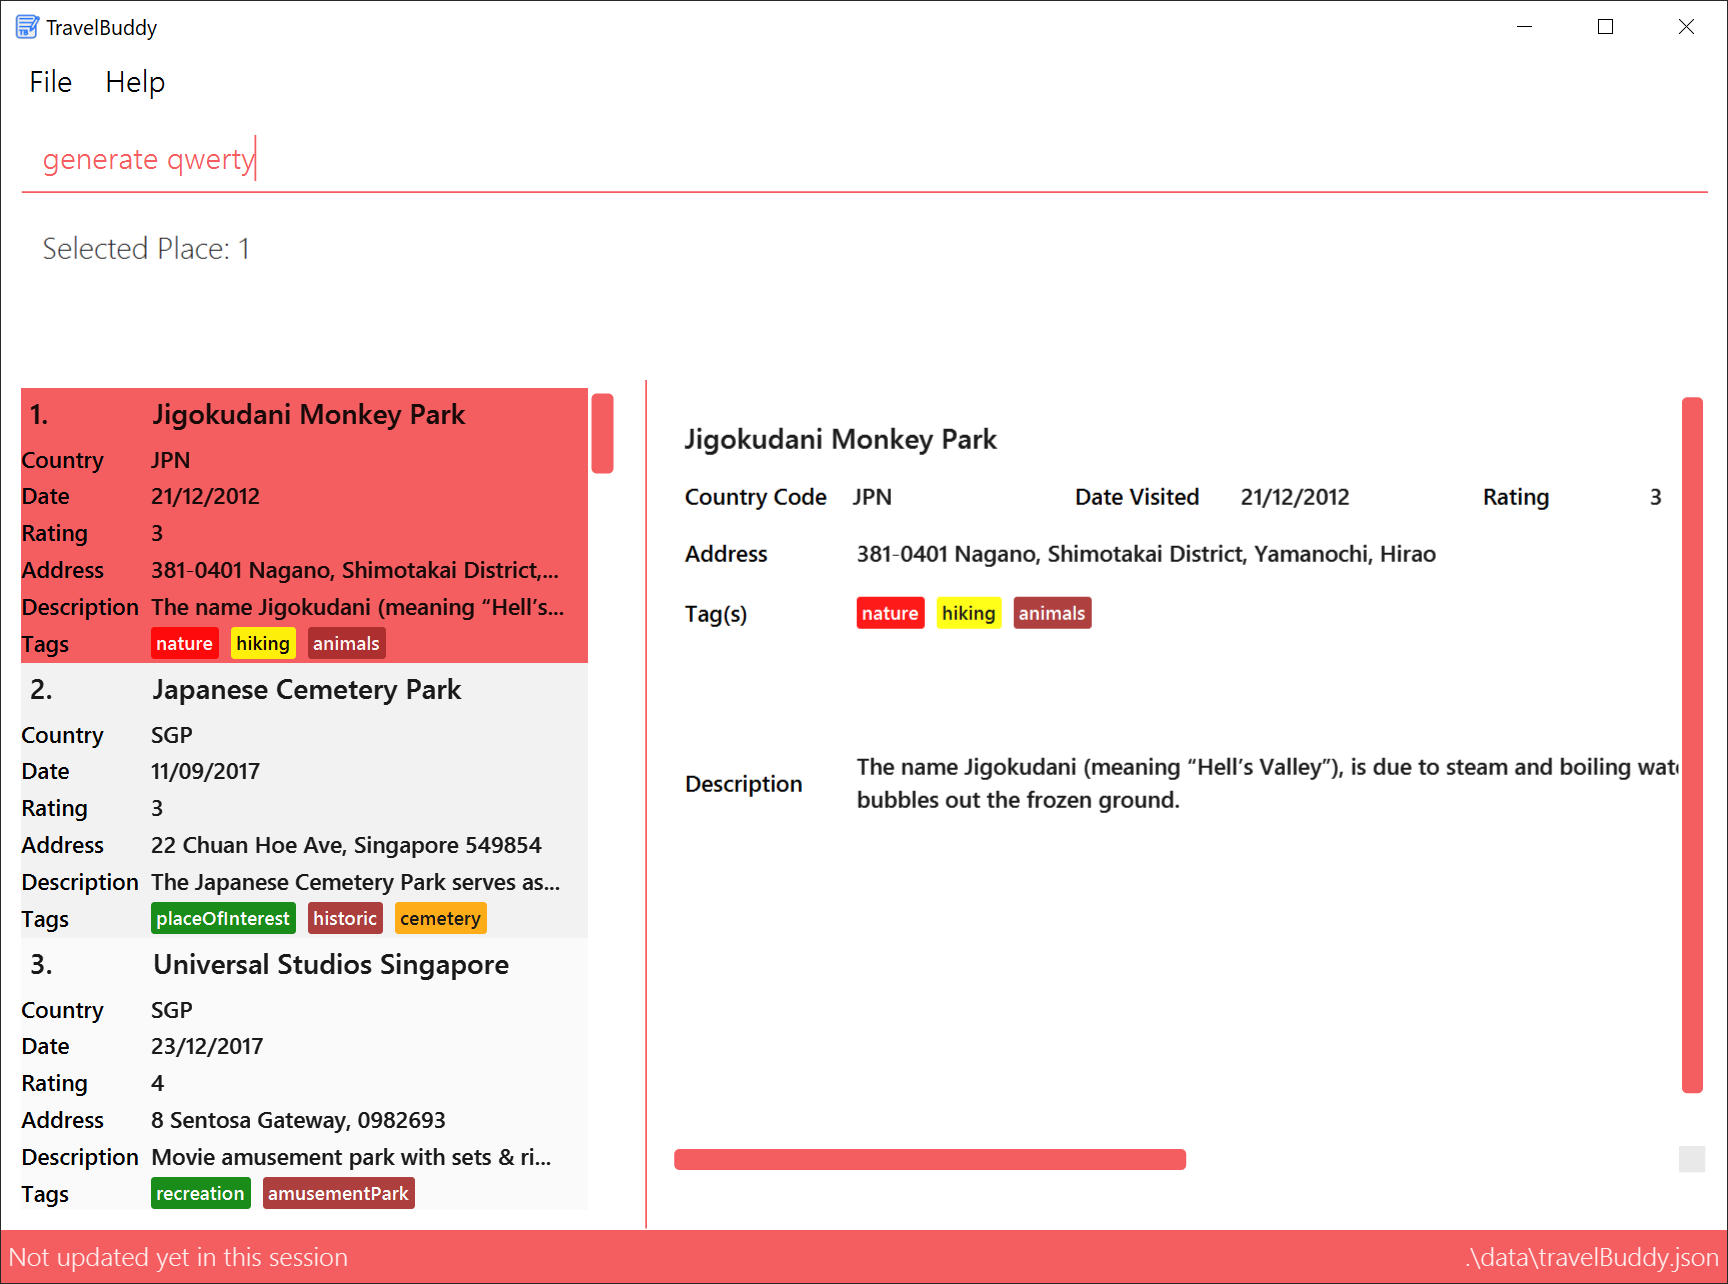 TravelBuddy
File Help
generate qwerty
Selected Place: 1
1. Jigokudani Monkey Park
Country JPN
Date 21/12/2012
Rating 3
Address 381-0401 Nagano, Shimotakai District,...
Description The name Jigokudani (meaning “Hell’s...
Tags nature hiking animals
2. Japanese Cemetery Park
Country SGP
Date 11/09/2017
Rating 3
Address 22 Chuan Hoe Ave, Singapore 549854
Description The Japanese Cemetery Park serves as...
Tags placeOfInterest historic cemetery
3. Universal Studios Singapore
Country SGP
Date 23/12/2017
Rating 4
Address 8 Sentosa Gateway, 0982693
Description Movie amusement park with sets & ri...
Tags recreation amusementPark
Jigokudani Monkey Park
Country Code JPN Date Visited 21/12/2012 Rating 3
Address 381-0401 Nagano, Shimotakai District, Yamanochi, Hirao
Tag(s) nature hiking animals
Description The name Jigokudani (meaning “Hell’s Valley”), is due to steam and boiling
bubbles out the frozen ground.
Not updated yet in this session .\data\travelBuddy.json